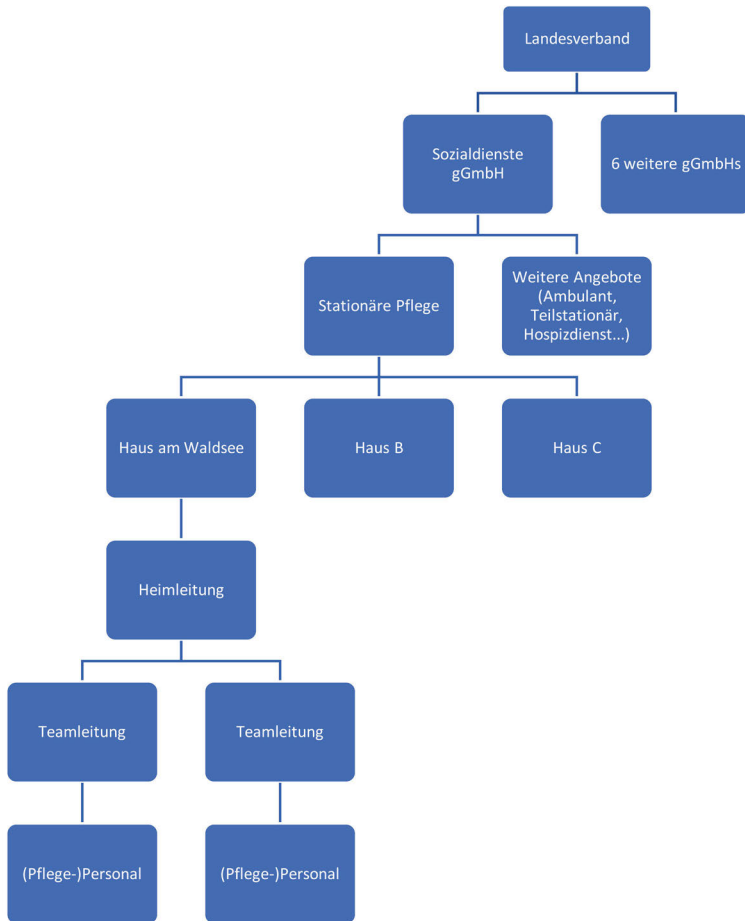 Landesverband
Sozialdienste
gGmbH
6 weitere gGmbHs
Stationäre Pflege
Weitere Angebote
(Ambulant,
Teilstationär,
Hospizdienst...)
Haus am Waldsee
Haus B
Haus C
Heimleitung
Teamleitung
Teamleitung
(Pflege-)Personal
(Pflege-)Personal